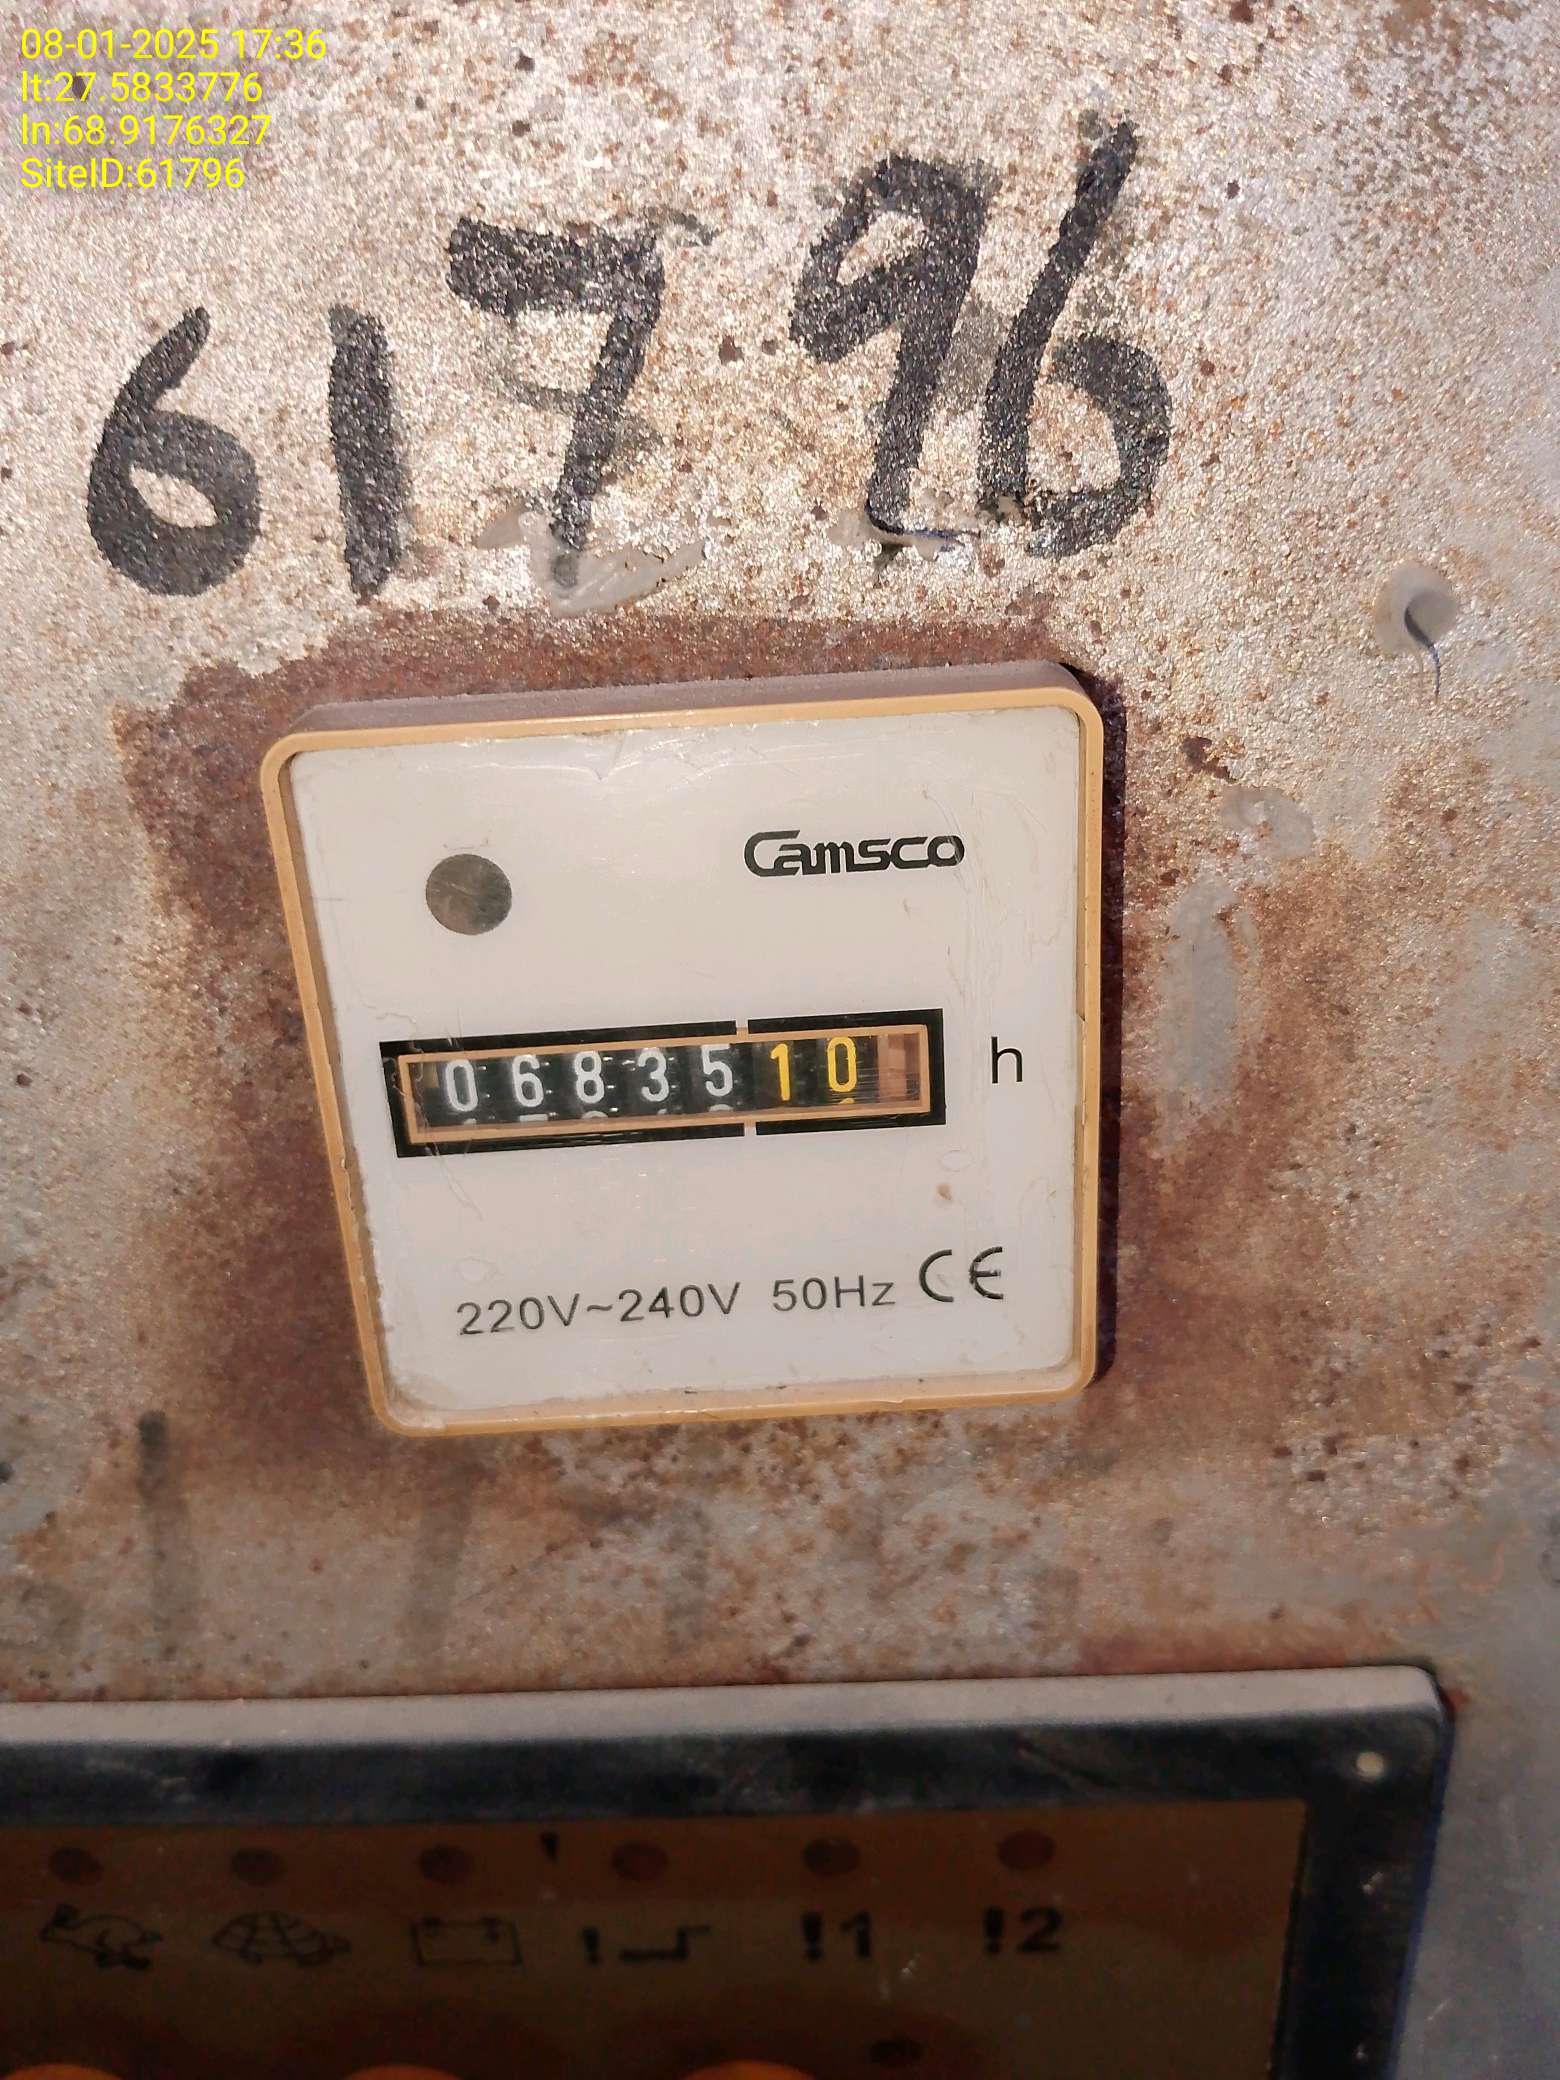 08-01-2025 17:36
lt:27.5833776
ln:68.9176327
SiteID:61796
61796
Camsco
0683510 h
220V~240V 50Hz CE
!1 !2